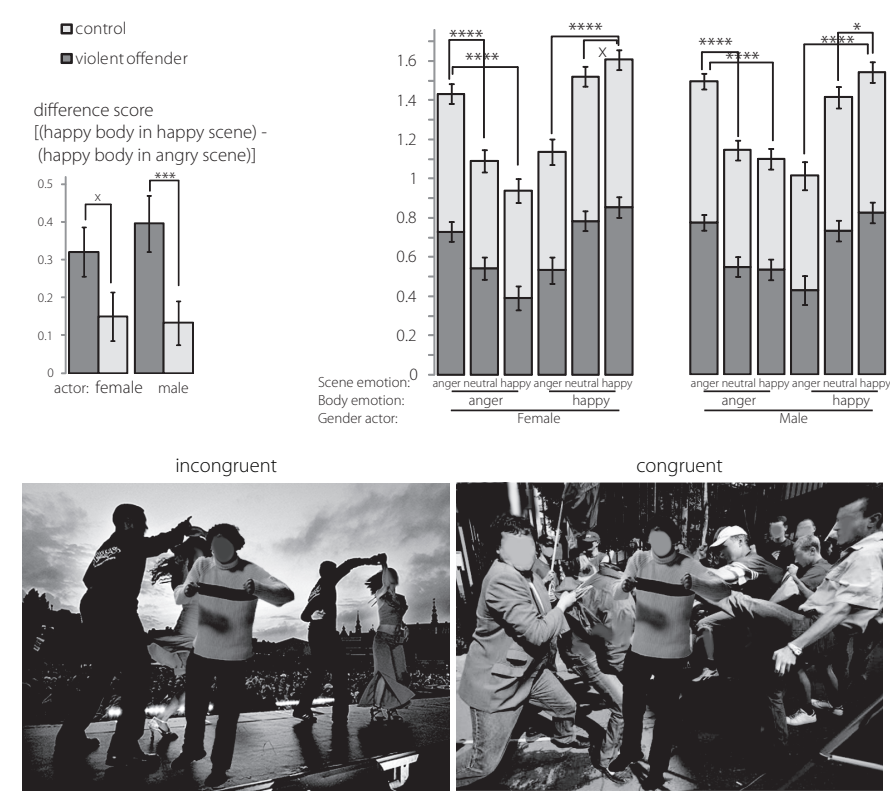 control
violent offender
difference score
[(happy body in happy scene) -
(happy body in angry scene)]
0.5
0.4
0.3
0.2
0.1
0
x
***
actor: female male
1.6
1.4
1.2
1
0.8
0.6
0.4
0.2
0
****
****
****
x
****
****
****
*
Scene emotion: anger neutral happy anger neutral happy anger neutral happy anger neutral happy
Body emotion: anger happy anger happy
Gender actor: Female Male
incongruent congruent